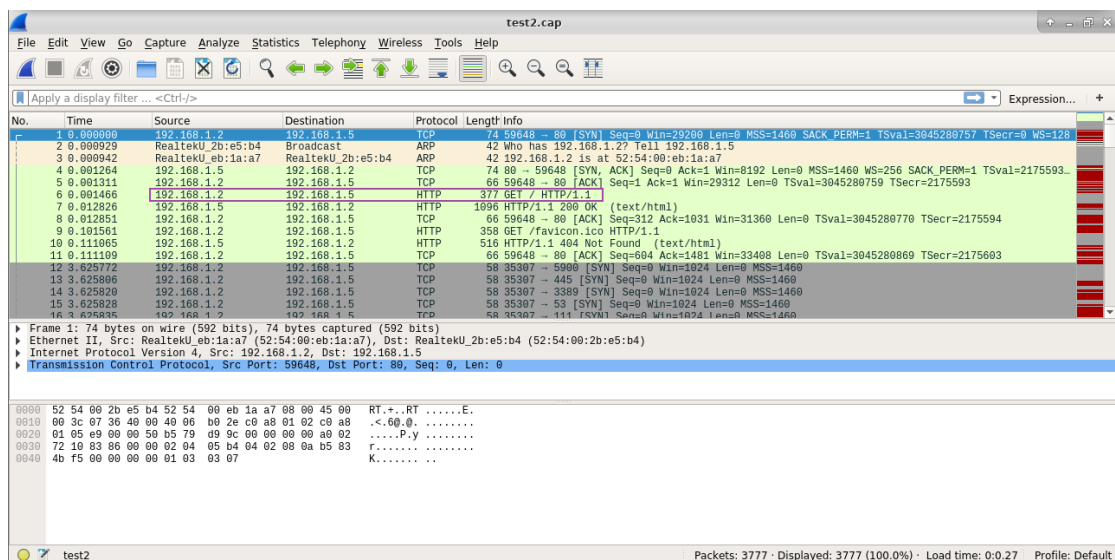 test2.cap
File Edit View Go Capture Analyze Statistics Telephony Wireless Tools Help
Apply a display filter ... <Ctrl-/> Expression... +
No. Time Source Destination Protocol Length Info
1 0.000000 192.168.1.2 192.168.1.5 TCP 74 59648 → 80 [SYN] Seq=0 Win=29200 Len=0 MSS=1460 SACK_PERM=1 TSval=3045280757 TSecr=0 WS=128
2 0.000929 RealtekU_2b:e5:b4 Broadcast ARP 42 Who has 192.168.1.2? Tell 192.168.1.5
3 0.000942 RealtekU_eb:1a:a7 RealtekU_2b:e5:b4 ARP 42 192.168.1.2 is at 52:54:00:eb:1a:a7
4 0.001264 192.168.1.5 192.168.1.2 TCP 74 80 → 59648 [SYN, ACK] Seq=0 Ack=1 Win=8192 Len=0 MSS=1460 WS=256 SACK_PERM=1 TSval=2175593…
5 0.001311 192.168.1.2 192.168.1.5 TCP 66 59648 → 80 [ACK] Seq=1 Ack=1 Win=29312 Len=0 TSval=3045280759 TSecr=2175593
6 0.001466 192.168.1.2 192.168.1.5 HTTP 377 GET / HTTP/1.1
7 0.012826 192.168.1.5 192.168.1.2 HTTP 1096 HTTP/1.1 200 OK (text/html)
8 0.012851 192.168.1.2 192.168.1.5 TCP 66 59648 → 80 [ACK] Seq=312 Ack=1031 Win=31360 Len=0 TSval=3045280770 TSecr=2175594
9 0.101561 192.168.1.2 192.168.1.5 HTTP 358 GET /favicon.ico HTTP/1.1
10 0.111065 192.168.1.5 192.168.1.2 HTTP 516 HTTP/1.1 404 Not Found (text/html)
11 0.111109 192.168.1.2 192.168.1.5 TCP 66 59648 → 80 [ACK] Seq=604 Ack=1481 Win=33408 Len=0 TSval=3045280869 TSecr=2175603
12 3.625772 192.168.1.2 192.168.1.5 TCP 58 35307 → 5900 [SYN] Seq=0 Win=1024 Len=0 MSS=1460
13 3.625806 192.168.1.2 192.168.1.5 TCP 58 35307 → 445 [SYN] Seq=0 Win=1024 Len=0 MSS=1460
14 3.625820 192.168.1.2 192.168.1.5 TCP 58 35307 → 3389 [SYN] Seq=0 Win=1024 Len=0 MSS=1460
15 3.625828 192.168.1.2 192.168.1.5 TCP 58 35307 → 53 [SYN] Seq=0 Win=1024 Len=0 MSS=1460
16 3.625835 192.168.1.2 192.168.1.5 TCP 58 35307 → 111 [SYN] Seq=0 Win=1024 Len=0 MSS=1460
Frame 1: 74 bytes on wire (592 bits), 74 bytes captured (592 bits)
Ethernet II, Src: RealtekU_eb:1a:a7 (52:54:00:eb:1a:a7), Dst: RealtekU_2b:e5:b4 (52:54:00:2b:e5:b4)
Internet Protocol Version 4, Src: 192.168.1.2, Dst: 192.168.1.5
Transmission Control Protocol, Src Port: 59648, Dst Port: 80, Seq: 0, Len: 0
0000 52 54 00 2b e5 b4 52 54 00 eb 1a a7 08 00 45 00 RT.+..RT ......E.
0010 00 3c 07 36 40 00 40 06 b0 2e c0 a8 01 02 c0 a8 .<.6@.@. ........
0020 01 05 e9 00 00 50 b5 79 d9 9c 00 00 00 00 a0 02 .....P.y ........
0030 72 10 83 86 00 00 02 04 05 b4 04 02 08 0a b5 83 r....... ........
0040 4b f5 00 00 00 00 01 03 03 07 K....... ..
test2 Packets: 3777 · Displayed: 3777 (100.0%) · Load time: 0:0.27 Profile: Default